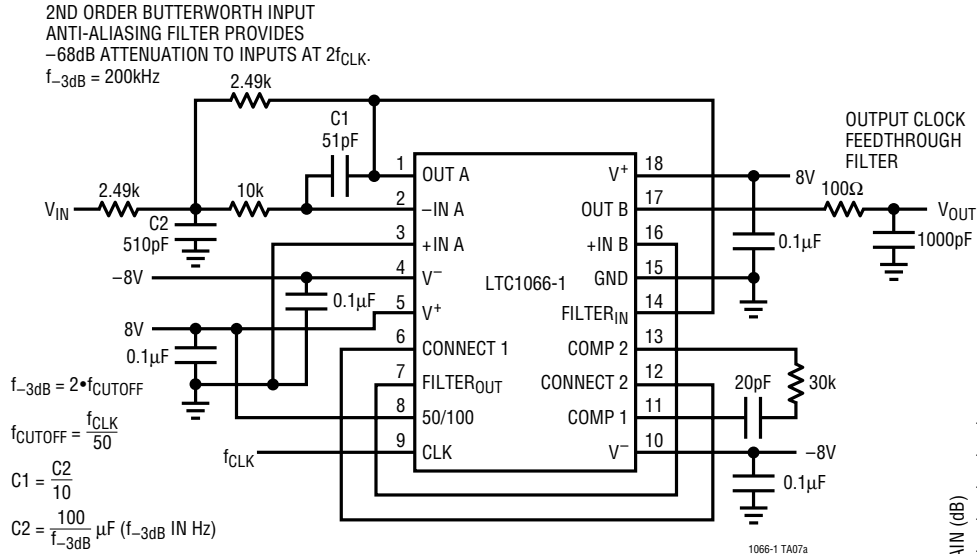 2ND ORDER BUTTERWORTH INPUT
ANTI-ALIASING FILTER PROVIDES
–68dB ATTENUATION TO INPUTS AT 2fCLK.
f–3dB = 200kHz
2.49k
C1
51pF
OUTPUT CLOCK
FEEDTHROUGH
FILTER
VIN
2.49k
10k
C2
510pF
–8V
0.1µF
8V
0.1µF
fCLK
1 OUT A
2 –IN A
3 +IN A
4 V–
5 V+
6 CONNECT 1
7 FILTEROUT
8 50/100
9 CLK
LTC1066-1
V+ 18
OUT B 17
+IN B 16
GND 15
FILTERIN 14
COMP 2 13
CONNECT 2 12
COMP 1 11
V– 10
8V
100Ω
VOUT
0.1µF
1000pF
20pF
30k
–8V
0.1µF
f–3dB = 2•fCUTOFF
fCUTOFF = fCLK/50
C1 = C2/10
C2 = 100/f–3dB µF (f–3dB IN Hz)
1066-1 TA07a
(dB)